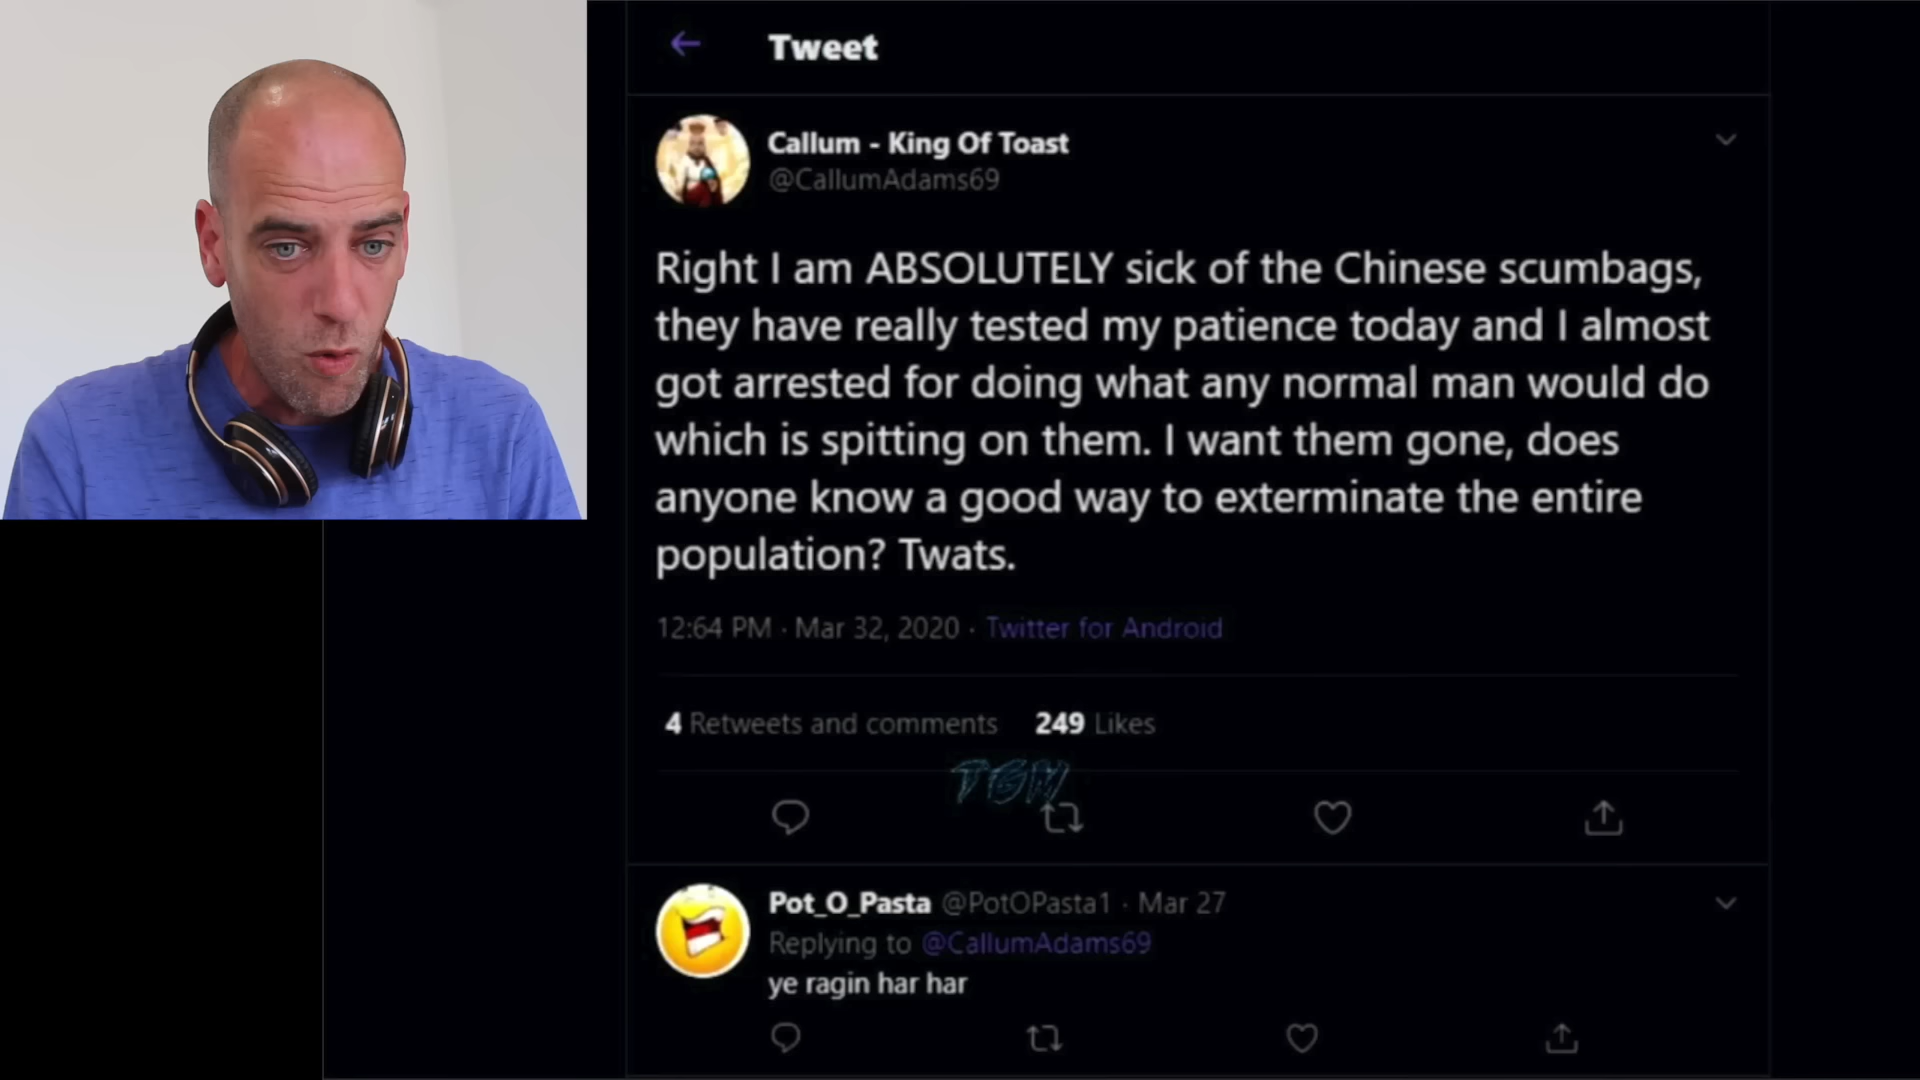 Tweet
Callum - King Of Toast
@CallumAdams69
Right I am ABSOLUTELY sick of the Chinese scumbags,
they have really tested my patience today and I almost
got arrested for doing what any normal man would do
which is spitting on them. I want them gone, does
anyone know a good way to exterminate the entire
population? Twats.
12:64 PM · Mar 32, 2020 · Twitter for Android
4 Retweets and comments 249 Likes
TGM
Pot_O_Pasta @PotOPasta1 · Mar 27
Replying to @CallumAdams69
ye ragin har har